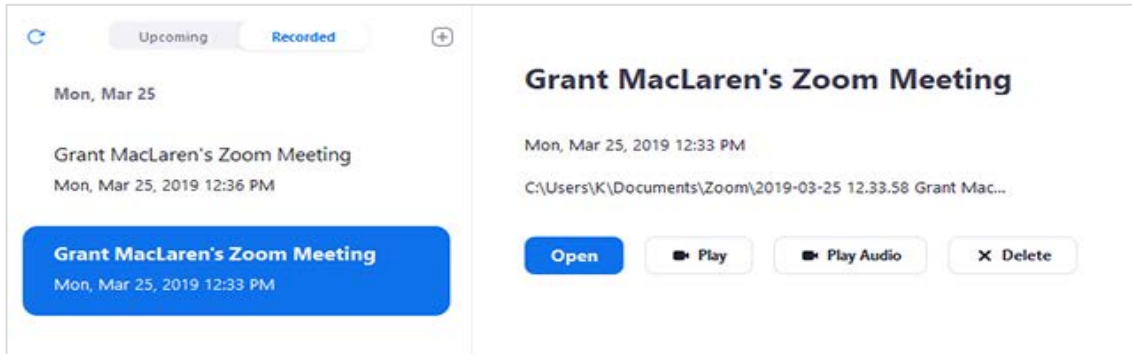 Upcoming Recorded
Mon, Mar 25
Grant MacLaren's Zoom Meeting
Mon, Mar 25, 2019 12:36 PM
Grant MacLaren's Zoom Meeting
Mon, Mar 25, 2019 12:33 PM
Grant MacLaren's Zoom Meeting
Mon, Mar 25, 2019 12:33 PM
C:\Users\K\Documents\Zoom\2019-03-25 12.33.58 Grant Mac...
Open Play Play Audio Delete